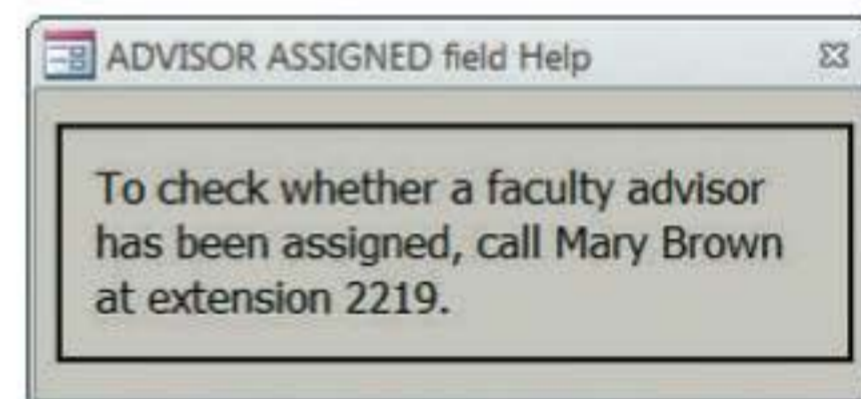 ADVISOR ASSIGNED field Help
To check whether a faculty advisor
has been assigned, call Mary Brown
at extension 2219.